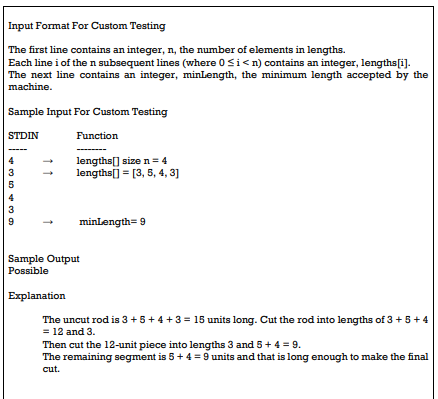 Input Format For Custom Testing
The first line contains an integer, n, the number of elements in lengths.
Each line i of the n subsequent lines (where 0 ≤ i < n) contains an integer, lengths[i].
The next line contains an integer, minLength, the minimum length accepted by the
machine.
Sample Input For Custom Testing
STDIN Function
----- --------
4 → lengths[] size n = 4
3 → lengths[] = [3, 5, 4, 3]
5
4
3
9 → minLength= 9
Sample Output
Possible
Explanation
The uncut rod is 3 + 5 + 4 + 3 = 15 units long. Cut the rod into lengths of 3 + 5 + 4
= 12 and 3.
Then cut the 12-unit piece into lengths 3 and 5 + 4 = 9.
The remaining segment is 5 + 4 = 9 units and that is long enough to make the final
cut.